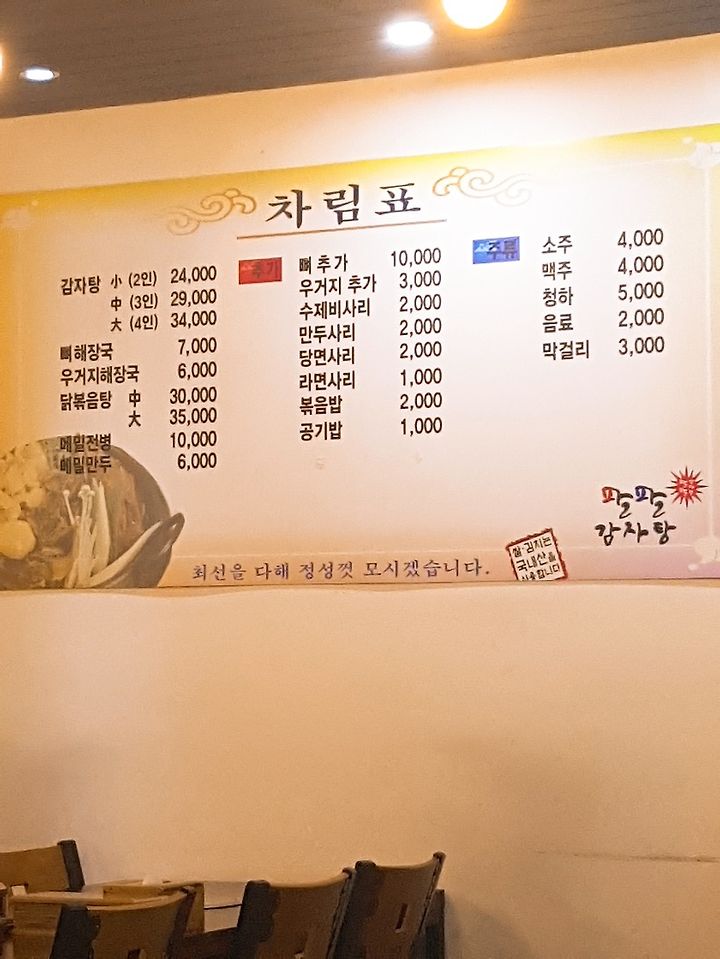 차림표
감자탕 小 (2인) 24,000
中 (3인) 29,000
大 (4인) 34,000
뼈해장국 7,000
우거지해장국 6,000
닭볶음탕 中 30,000
大 35,000
메밀전병 10,000
메밀만두 6,000
추가
뼈 추가 10,000
우거지 추가 3,000
수제비사리 2,000
만두사리 2,000
당면사리 2,000
라면사리 1,000
볶음밥 2,000
공기밥 1,000
주류
소주 4,000
맥주 4,000
청하 5,000
음료 2,000
막걸리 3,000
팔팔
감자탕
최선을 다해 정성껏 모시겠습니다.
쌀·김치는
국내산을
사용합니다